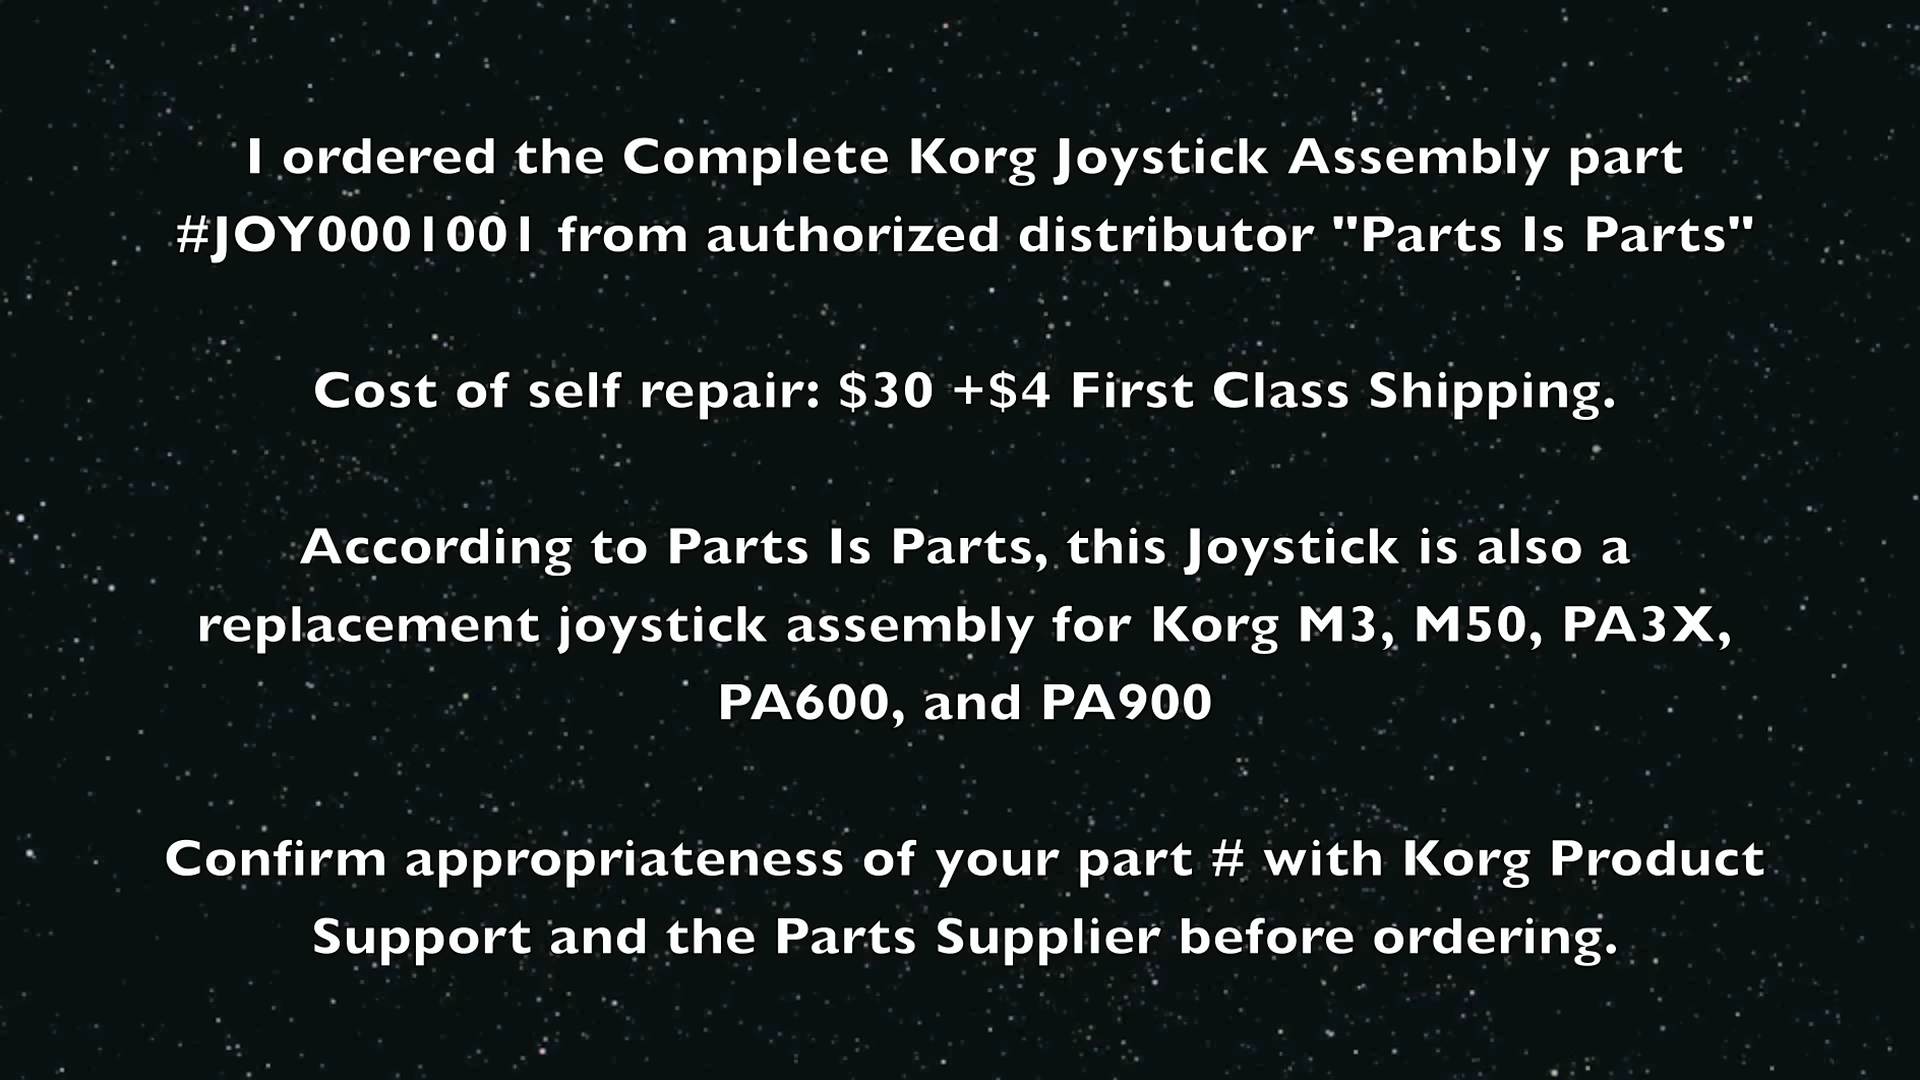 I ordered the Complete Korg Joystick Assembly part
#JOY0001001 from authorized distributor "Parts Is Parts"
Cost of self repair: $30 +$4 First Class Shipping.
According to Parts Is Parts, this Joystick is also a
replacement joystick assembly for Korg M3, M50, PA3X,
PA600, and PA900
Confirm appropriateness of your part # with Korg Product
Support and the Parts Supplier before ordering.